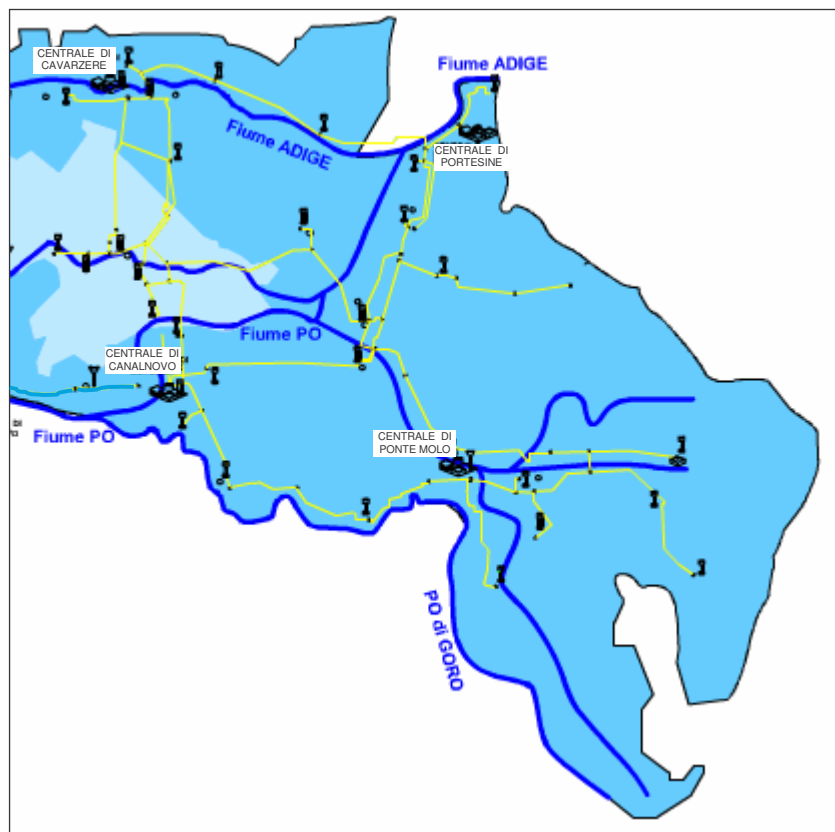 CENTRALE DI
CAVARZERE
Fiume ADIGE
Fiume ADIGE
CENTRALE DI
PORTESINE
Fiume PO
CENTRALE DI
CANALNOVO
Fiume PO
CENTRALE DI
PONTE MOLO
PO di GORO